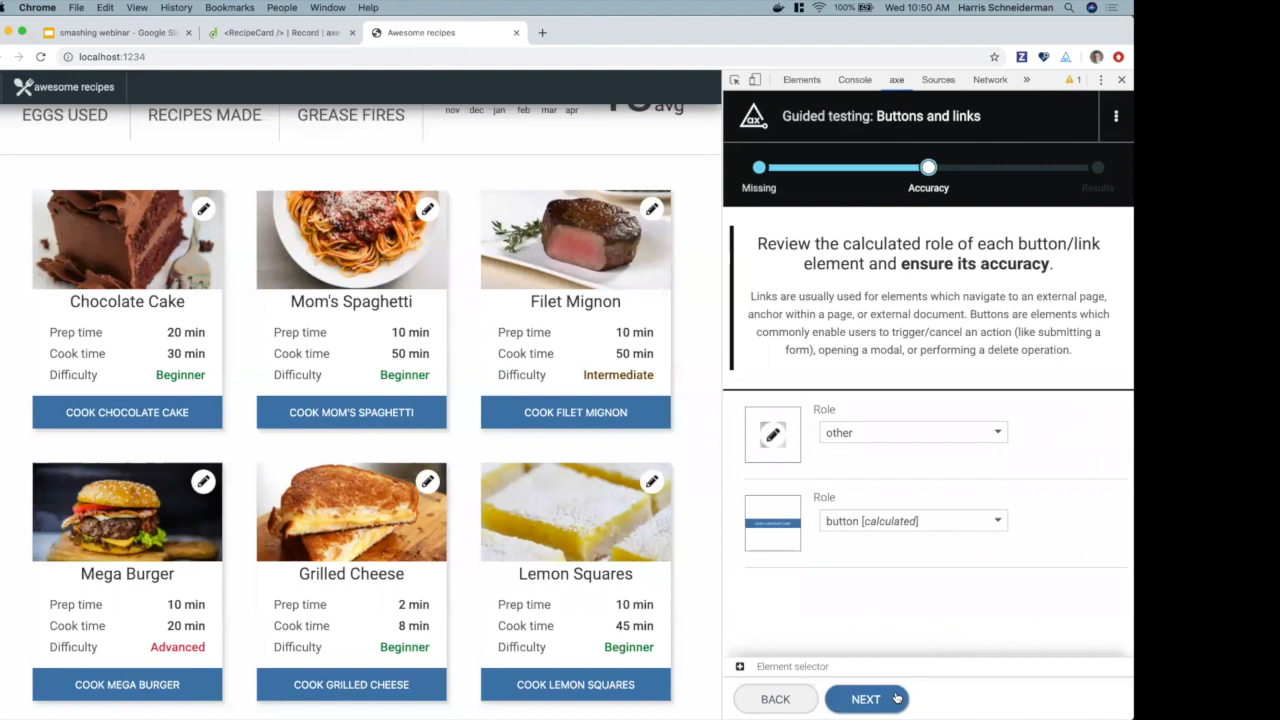 Chrome File Edit View History Bookmarks People Window Help 100% Wed 10:50 AM Harris Schneiderman
smashing webinar - Google Sli × <RecipeCard /> | Record | axe × Awesome recipes × +
localhost:1234
awesome recipes
EGGS USED RECIPES MADE GREASE FIRES
nov dec jan feb mar apr
avg
Chocolate Cake
Prep time 20 min
Cook time 30 min
Difficulty Beginner
COOK CHOCOLATE CAKE
Mom's Spaghetti
Prep time 10 min
Cook time 50 min
Difficulty Beginner
COOK MOM'S SPAGHETTI
Filet Mignon
Prep time 10 min
Cook time 50 min
Difficulty Intermediate
COOK FILET MIGNON
Mega Burger
Prep time 10 min
Cook time 20 min
Difficulty Advanced
COOK MEGA BURGER
Grilled Cheese
Prep time 2 min
Cook time 8 min
Difficulty Beginner
COOK GRILLED CHEESE
Lemon Squares
Prep time 10 min
Cook time 45 min
Difficulty Beginner
COOK LEMON SQUARES
Elements Console axe Sources Network » 1
ax
Guided testing: Buttons and links
Missing Accuracy Results
Review the calculated role of each button/link
element and ensure its accuracy.
Links are usually used for elements which navigate to an external page,
anchor within a page, or external document. Buttons are elements which
commonly enable users to trigger/cancel an action (like submitting a
form), opening a modal, or performing a delete operation.
Role
other
Role
button [calculated]
Element selector
BACK NEXT